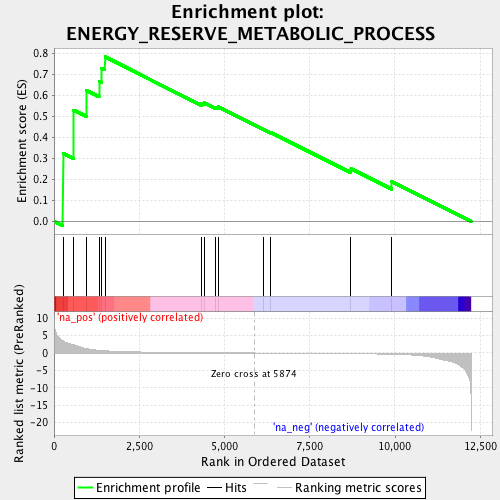 Enrichment plot:
ENERGY_RESERVE_METABOLIC_PROCESS
Enrichment score (ES)
0.8
0.7
0.6
0.5
0.4
0.3
0.2
0.1
0.0
'na_pos' (positively correlated)
Ranked list metric (PreRanked)
10
5
0
-5
-10
-15
-20
Zero cross at 5874
'na_neg' (negatively correlated)
0
2,500
5,000
7,500
10,000
12,500
Rank in Ordered Dataset
Enrichment profile
Hits
Ranking metric scores